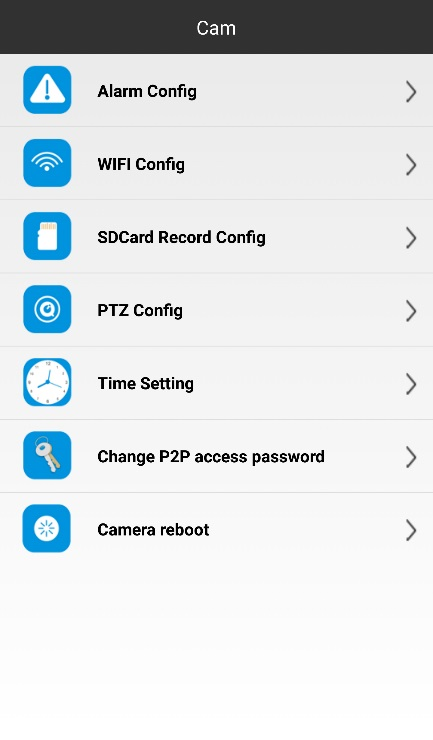 Cam
Alarm Config
WIFI Config
SDCard Record Config
PTZ Config
Time Setting
Change P2P access password
Camera reboot